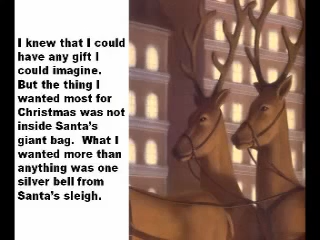 I knew that I could
have any gift I
could imagine.
But the thing I
wanted most for
Christmas was not
inside Santa's
giant bag.  What I
wanted more than
anything was one
silver bell from
Santa's sleigh.